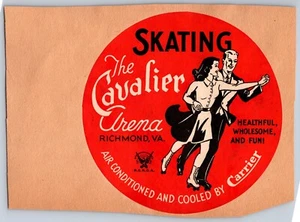 SKATING
The
Cavalier
Arena
RICHMOND, VA.
HEALTHFUL,
WHOLESOME,
AND FUN!
AIR CONDITIONED AND COOLED BY Carrier